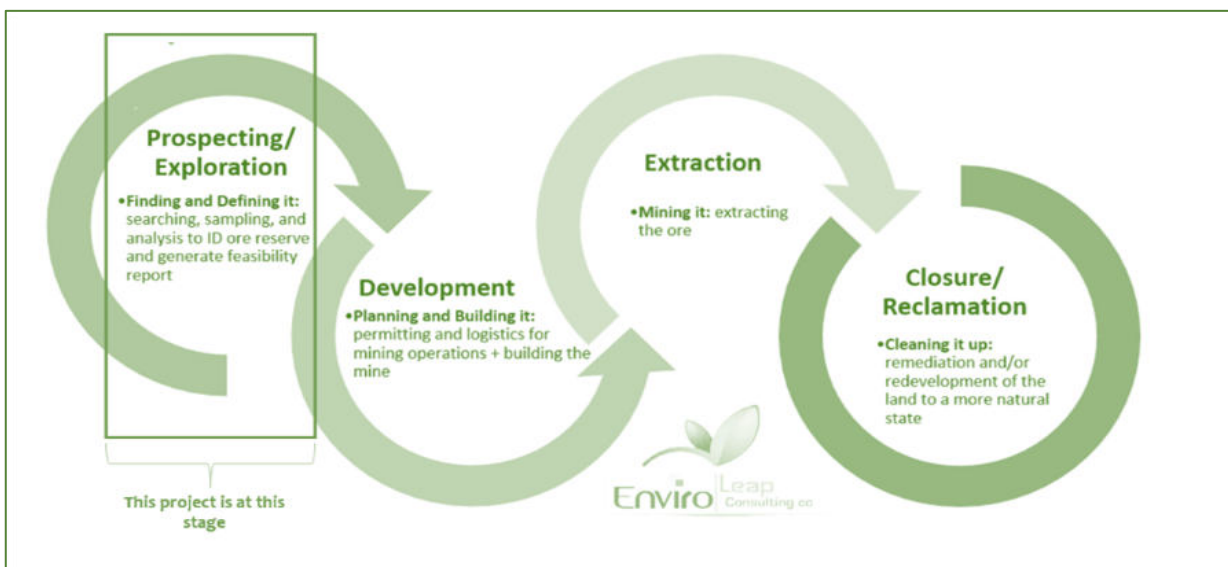 Prospecting/
Exploration
•Finding and Defining it:
searching, sampling, and
analysis to ID ore reserve
and generate feasibility
report
This project is at this
stage
Development
•Planning and Building it:
permitting and logistics for
mining operations + building the
mine
Extraction
•Mining it: extracting
the ore
Closure/
Reclamation
•Cleaning it up:
remediation and/or
redevelopment of the
land to a more natural
state
Enviro Leap
Consulting cc